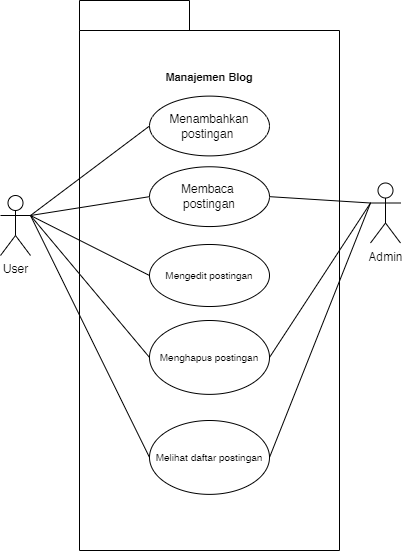 Manajemen Blog
Menambahkan
postingan
Membaca
postingan
Mengedit postingan
Menghapus postingan
Melihat daftar postingan
User
Admin